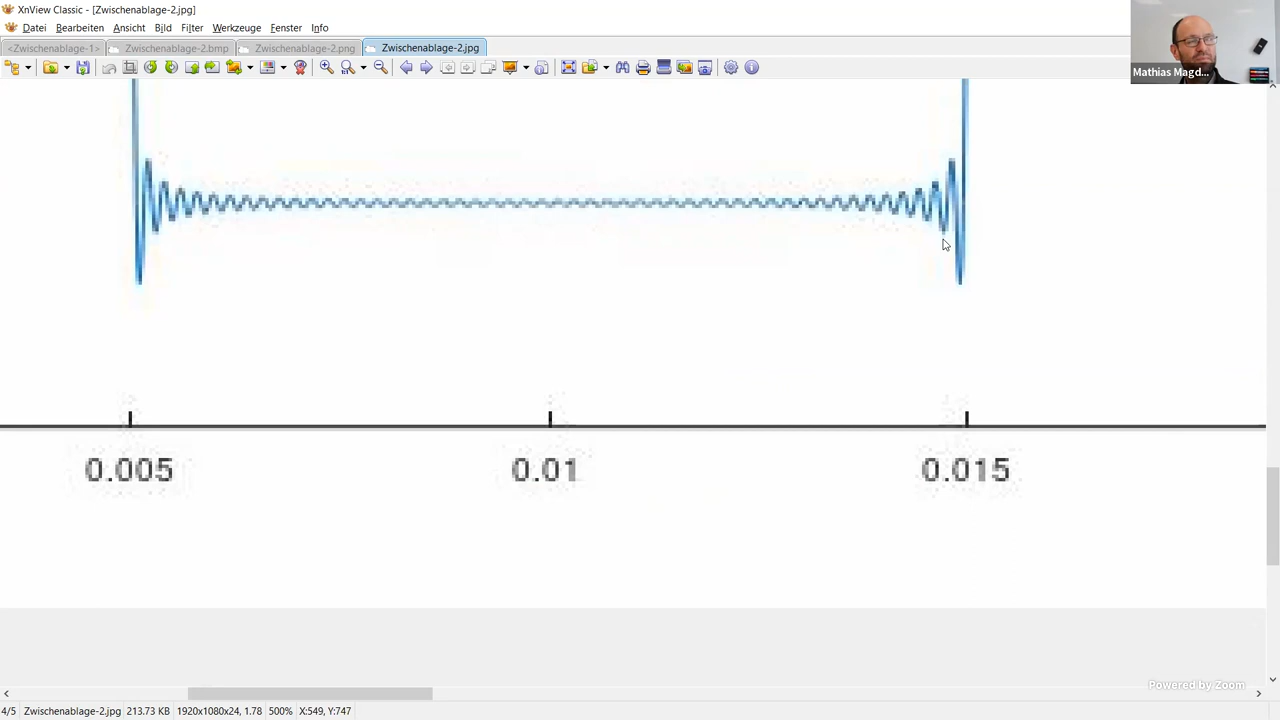 XnView Classic - [Zwischenablage-2.jpg]
Datei Bearbeiten Ansicht Bild Filter Werkzeuge Fenster Info
<Zwischenablage-1> Zwischenablage-2.bmp Zwischenablage-2.png Zwischenablage-2.jpg
Mathias Magd...
0.005 0.01 0.015
Powered by Zoom
4/5 Zwischenablage-2.jpg 213.73 KB 1920x1080x24, 1.78 500% X:549, Y:747